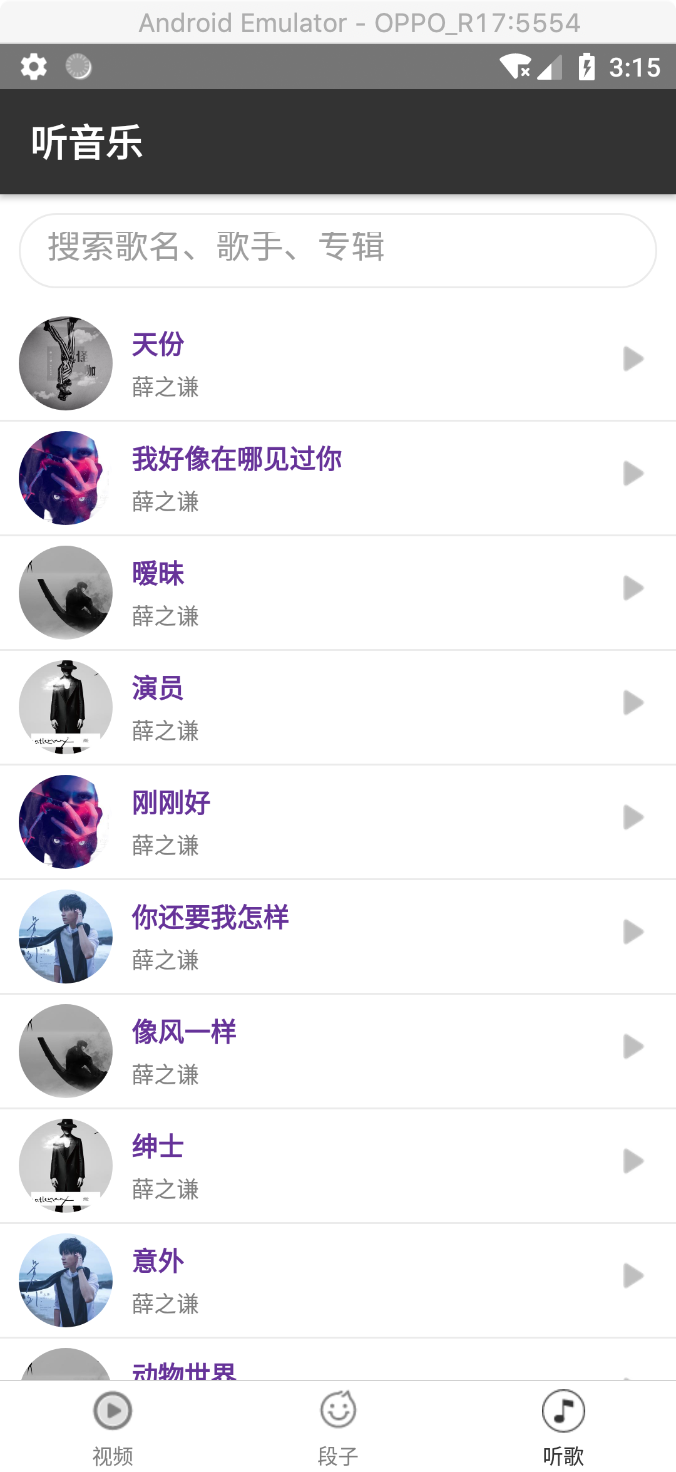 Android Emulator - OPPO_R17:5554
3:15
听音乐
搜索歌名、歌手、专辑
天份
薛之谦
我好像在哪见过你
薛之谦
暧昧
薛之谦
演员
薛之谦
刚刚好
薛之谦
你还要我怎样
薛之谦
像风一样
薛之谦
绅士
薛之谦
意外
薛之谦
动物世界
视频
段子
听歌